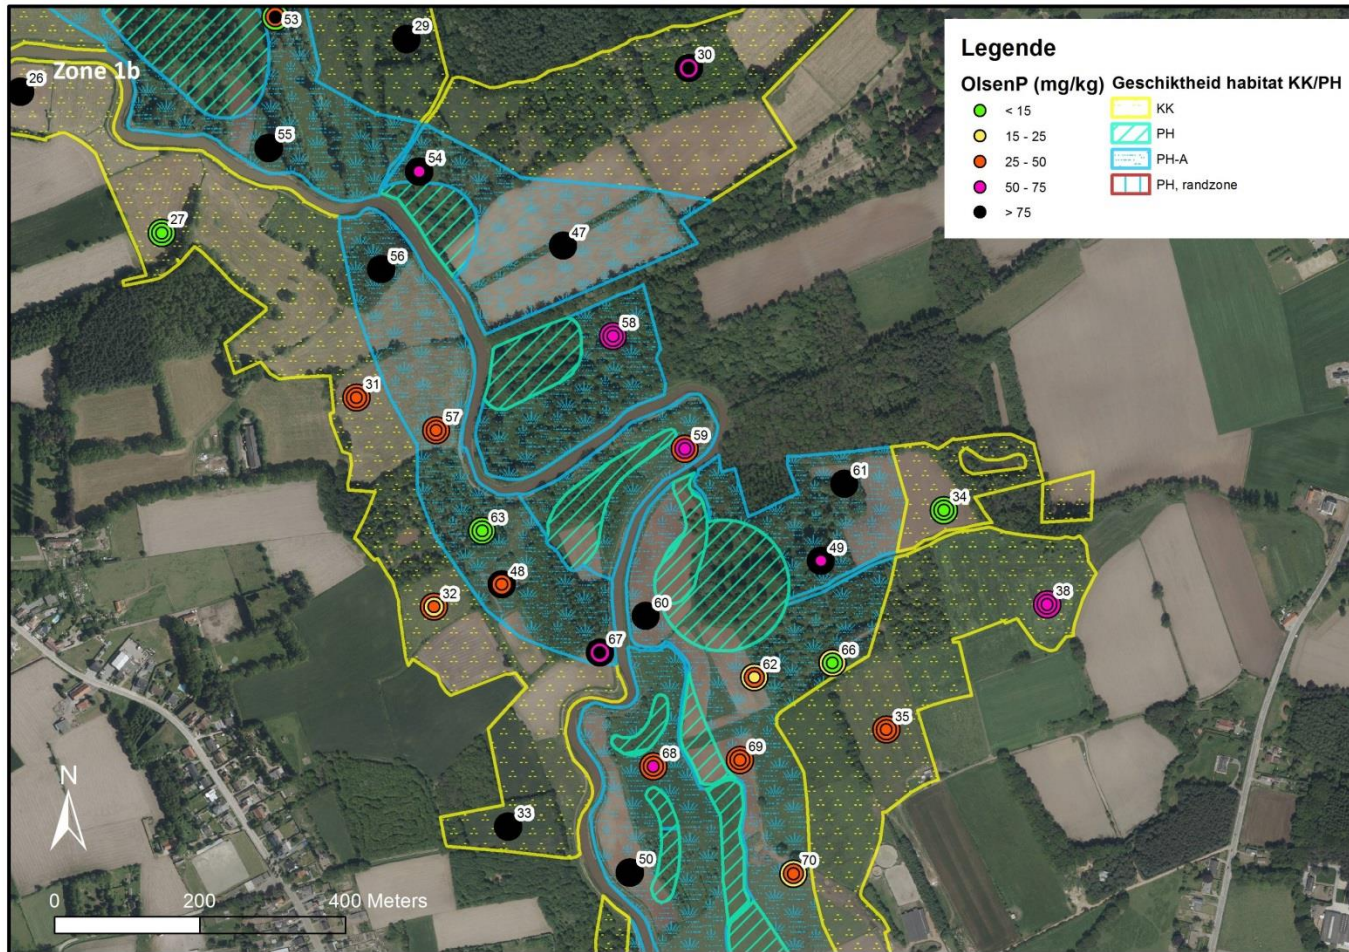 Zone 1b
26
53
29
30
55
54
27
47
56
58
31
57
59
61
34
63
49
48
32
38
60
67
62
66
35
69
68
33
50
70
N
0 200 400 Meters
Legende
OlsenP (mg/kg)
< 15
15 - 25
25 - 50
50 - 75
> 75
Geschiktheid habitat KK/PH
KK
PH
PH-A
PH, randzone